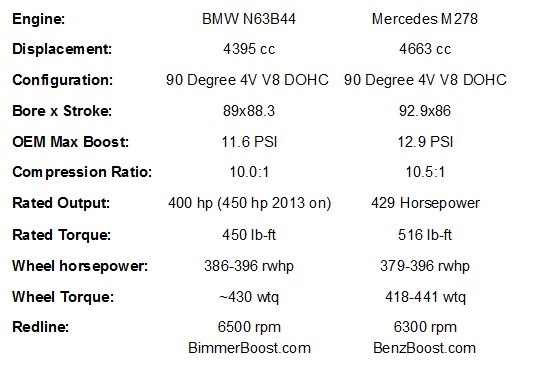 Engine: BMW N63B44 Mercedes M278
Displacement: 4395 cc 4663 cc
Configuration: 90 Degree 4V V8 DOHC 90 Degree 4V V8 DOHC
Bore x Stroke: 89x88.3 92.9x86
OEM Max Boost: 11.6 PSI 12.9 PSI
Compression Ratio: 10.0:1 10.5:1
Rated Output: 400 hp (450 hp 2013 on) 429 Horsepower
Rated Torque: 450 lb-ft 516 lb-ft
Wheel horsepower: 386-396 rwhp 379-396 rwhp
Wheel Torque: ~430 wtq 418-441 wtq
Redline: 6500 rpm 6300 rpm
BimmerBoost.com BenzBoost.com